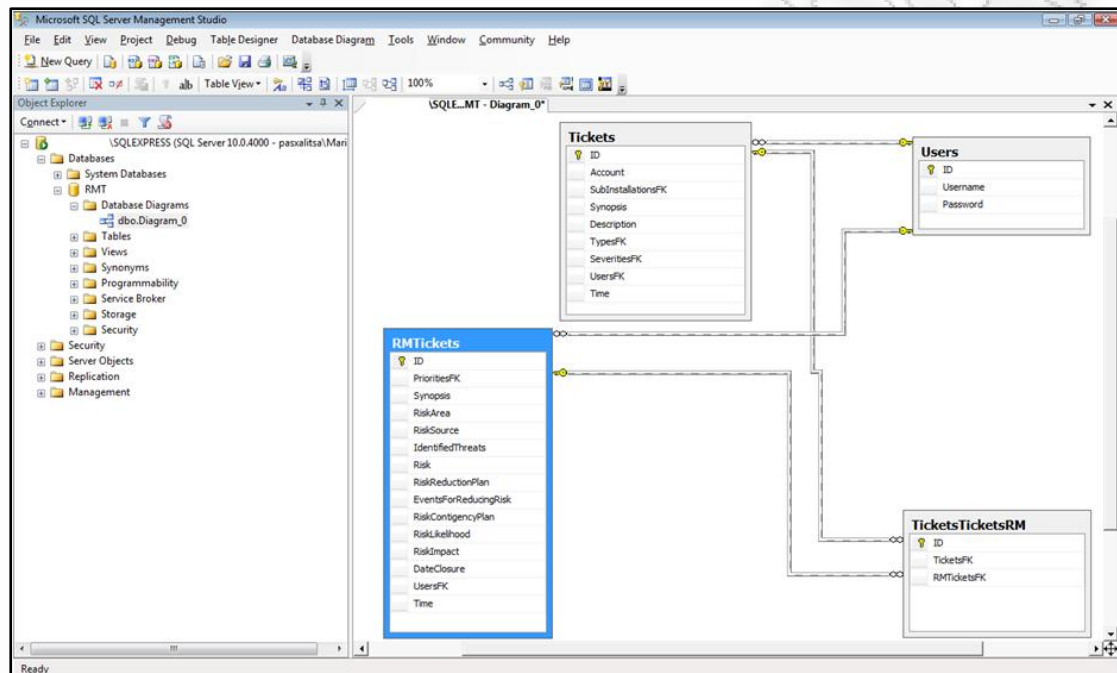 Microsoft SQL Server Management Studio
File Edit View Project Debug Table Designer Database Diagram Tools Window Community Help
New Query
Table View 100%
Object Explorer
\SQLE...MT - Diagram_0*
Connect
\SQLEXPRESS (SQL Server 10.0.4000 - pasxalitsa\Mari
Databases
System Databases
RMT
Database Diagrams
dbo.Diagram_0
Tables
Views
Synonyms
Programmability
Service Broker
Storage
Security
Security
Server Objects
Replication
Management
Tickets
ID
Account
SubInstallationsFK
Synopsis
Description
TypesFK
SeveritiesFK
UsersFK
Time
Users
ID
Username
Password
RMTickets
ID
PrioritiesFK
Synopsis
RiskArea
RiskSource
IdentifiedThreats
Risk
RiskReductionPlan
EventsForReducingRisk
RiskContigencyPlan
RiskLikelihood
RiskImpact
DateClosure
UsersFK
Time
TicketsTicketsRM
ID
TicketsFK
RMTicketsFK
Ready